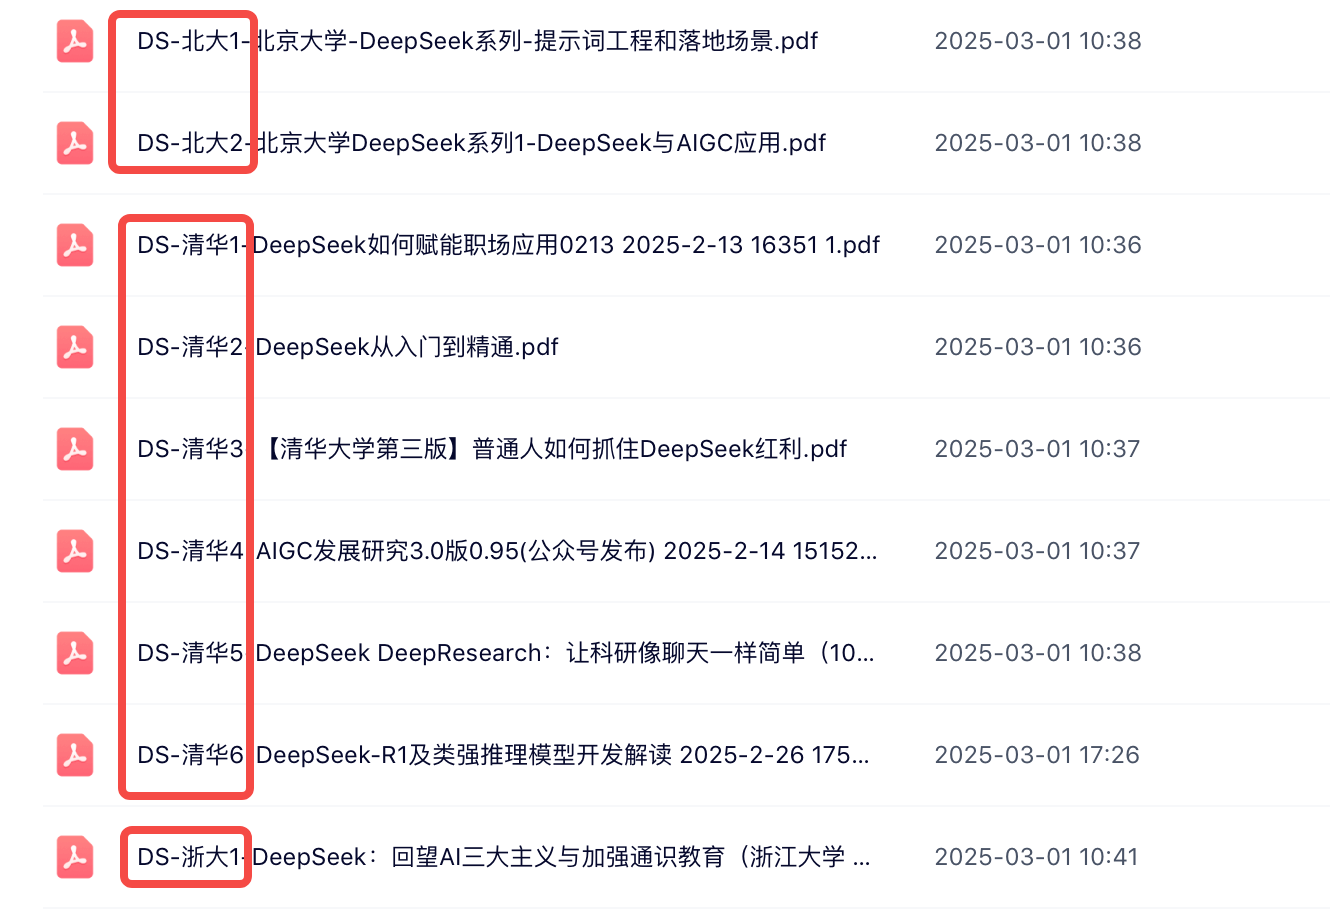 DS-北大1-北京大学-DeepSeek系列-提示词工程和落地场景.pdf 2025-03-01 10:38
DS-北大2-北京大学DeepSeek系列1-DeepSeek与AIGC应用.pdf 2025-03-01 10:38
DS-清华1-DeepSeek如何赋能职场应用0213 2025-2-13 16351 1.pdf 2025-03-01 10:36
DS-清华2-DeepSeek从入门到精通.pdf 2025-03-01 10:36
DS-清华3-【清华大学第三版】普通人如何抓住DeepSeek红利.pdf 2025-03-01 10:37
DS-清华4-AIGC发展研究3.0版0.95(公众号发布) 2025-2-14 15152... 2025-03-01 10:37
DS-清华5-DeepSeek DeepResearch：让科研像聊天一样简单（10... 2025-03-01 10:38
DS-清华6-DeepSeek-R1及类强推理模型开发解读 2025-2-26 175... 2025-03-01 17:26
DS-浙大1-DeepSeek：回望AI三大主义与加强通识教育（浙江大学 ... 2025-03-01 10:41